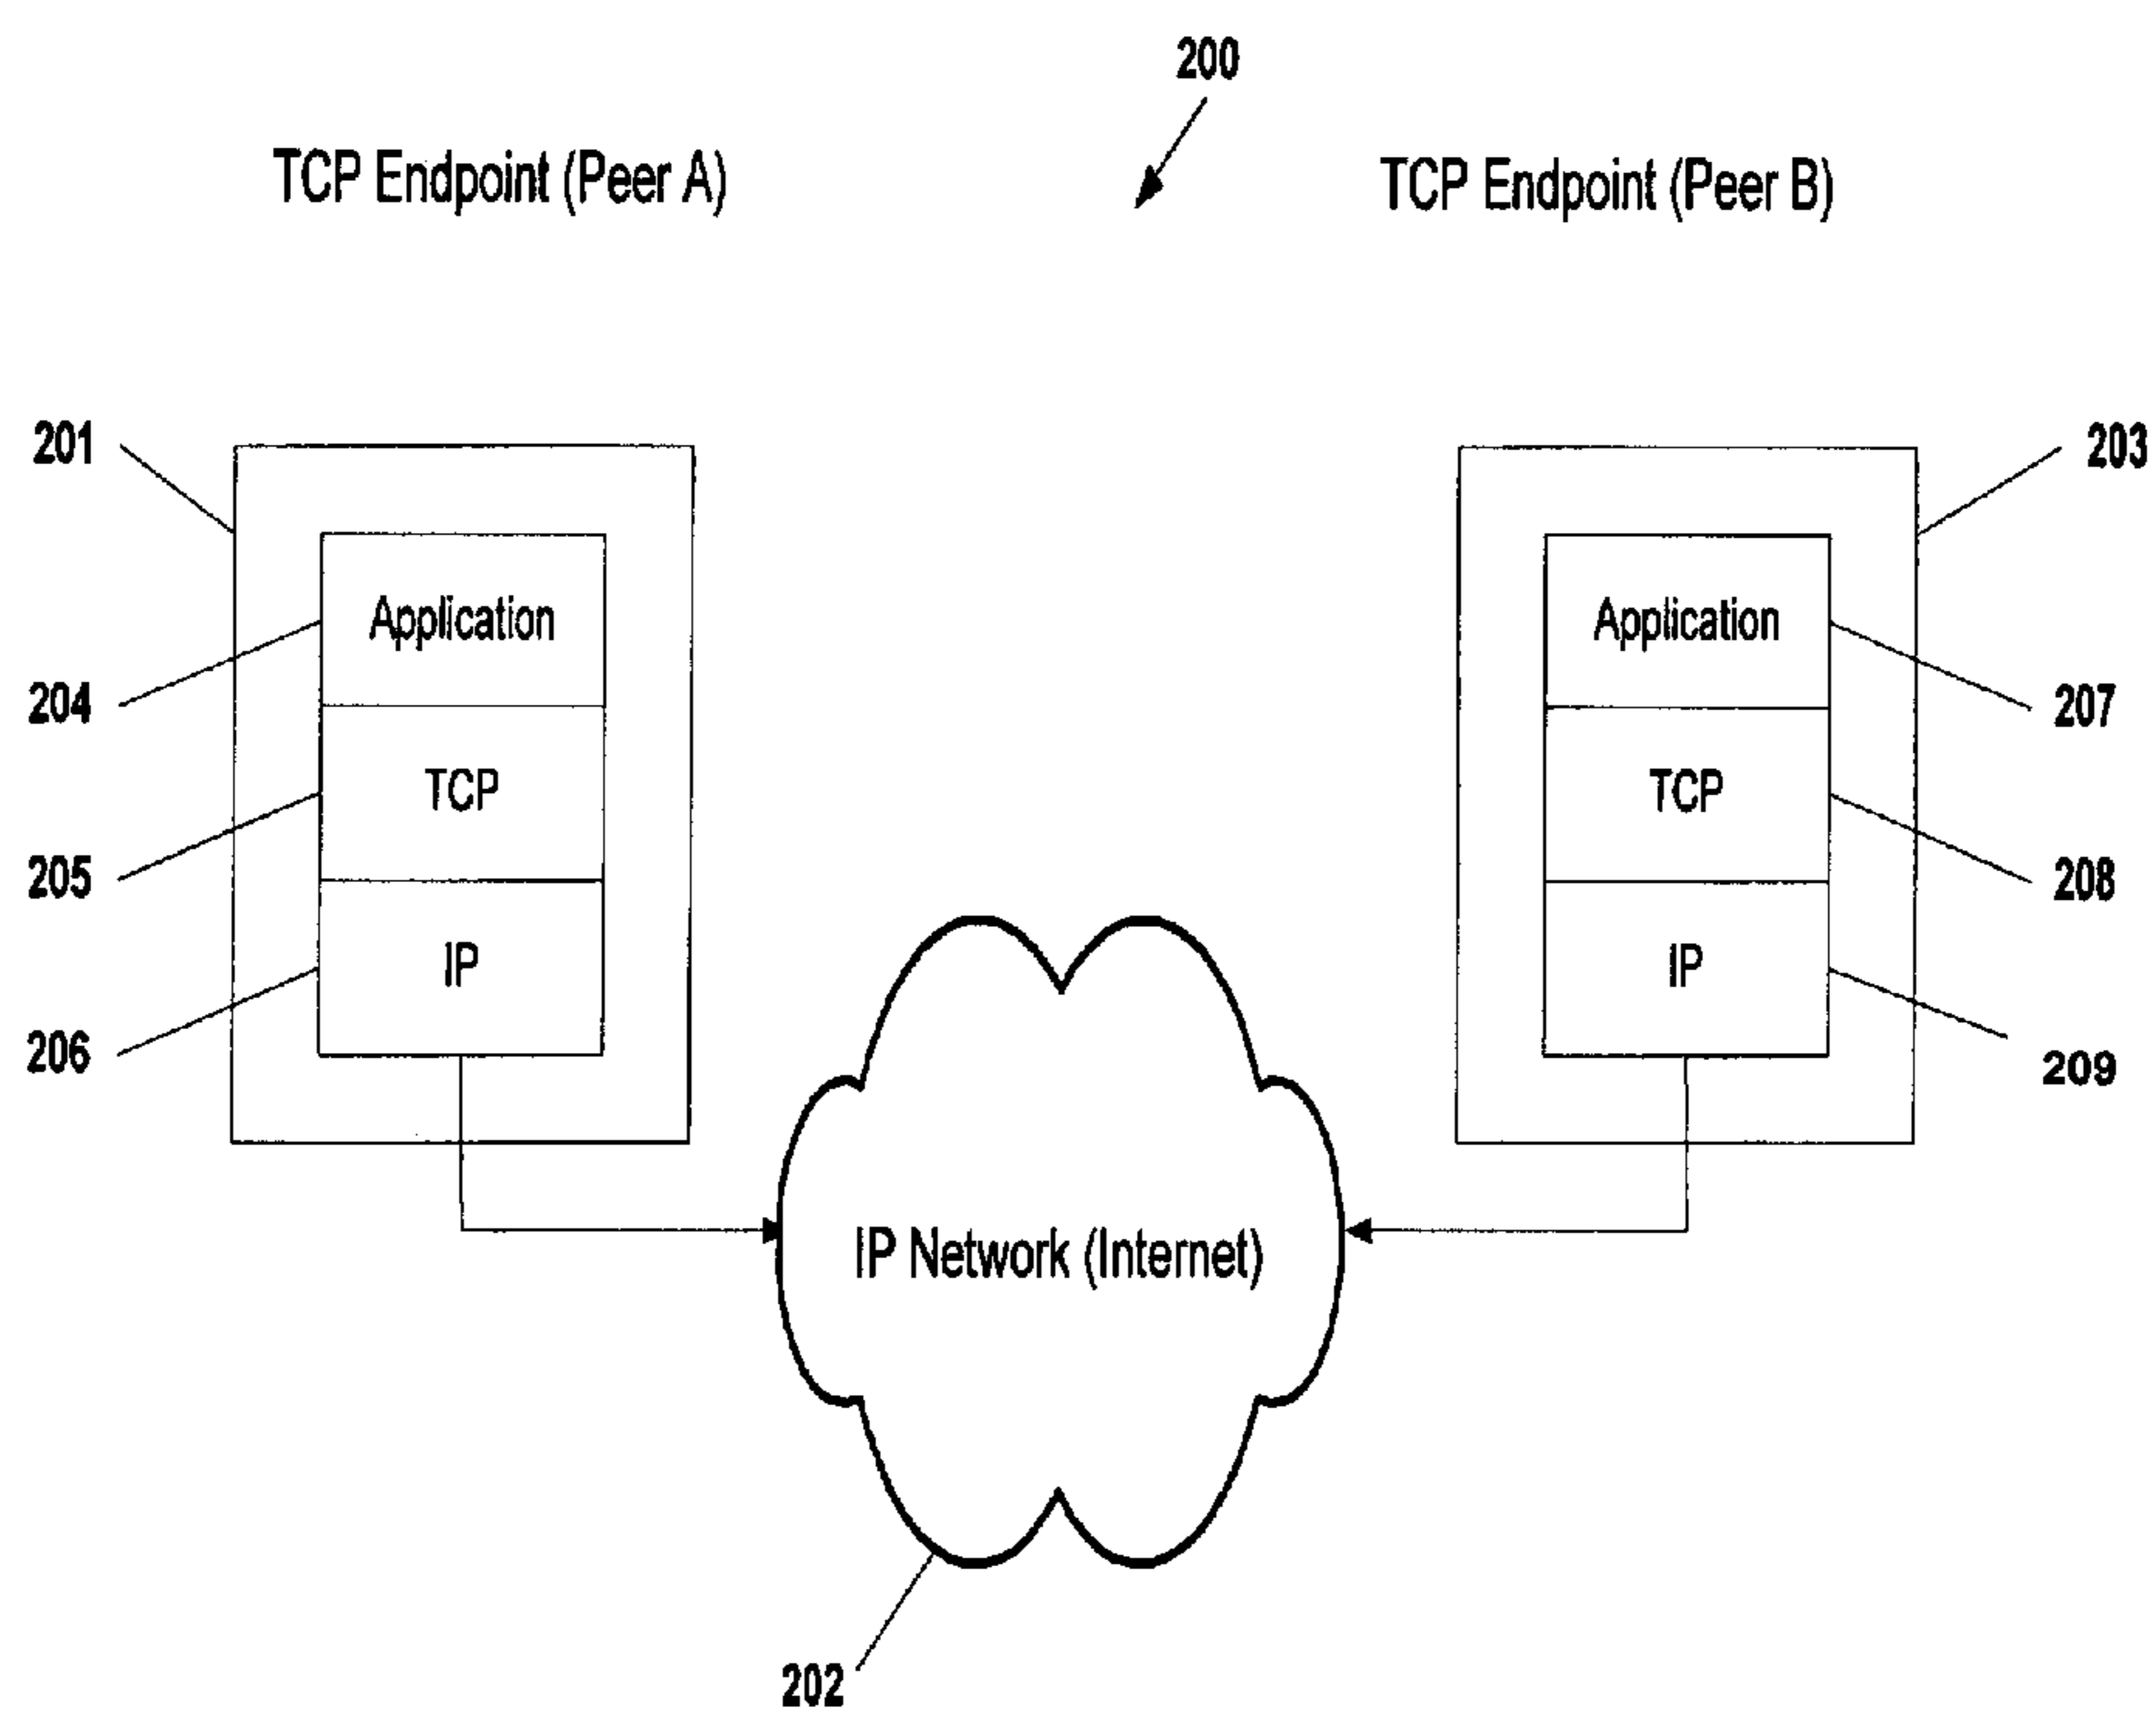 200
TCP Endpoint (Peer A)
TCP Endpoint (Peer B)
201
203
Application
Application
204
207
TCP
TCP
205
208
IP
IP
206
209
IP Network (Internet)
202